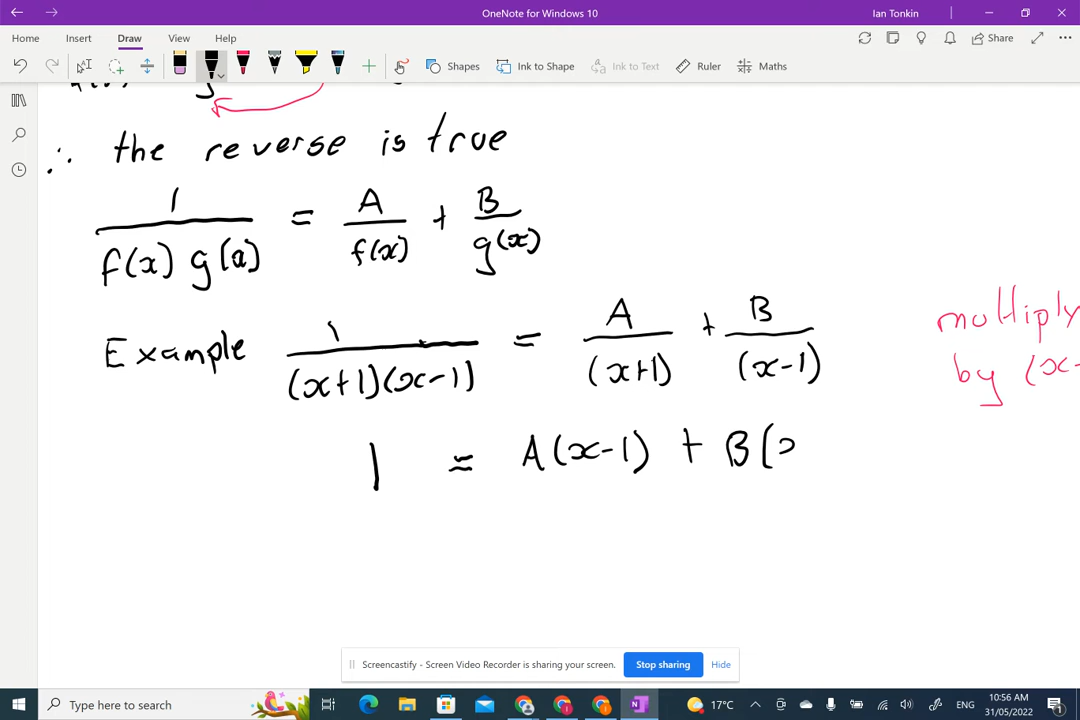 OneNote for Windows 10
Ian Tonkin
Home Insert Draw View Help
Share
Shapes Ink to Shape Ink to Text Ruler Maths
∴ the reverse is true
1/(f(x) g(a)) = A/f(x) + B/g(x)
Example 1/((x+1)(x-1)) = A/(x+1) + B/(x-1)
multiply
by (x-
1 = A(x-1) + B(
Screencastify - Screen Video Recorder is sharing your screen. Stop sharing Hide
Type here to search
17°C
ENG
10:56 AM
31/05/2022
1